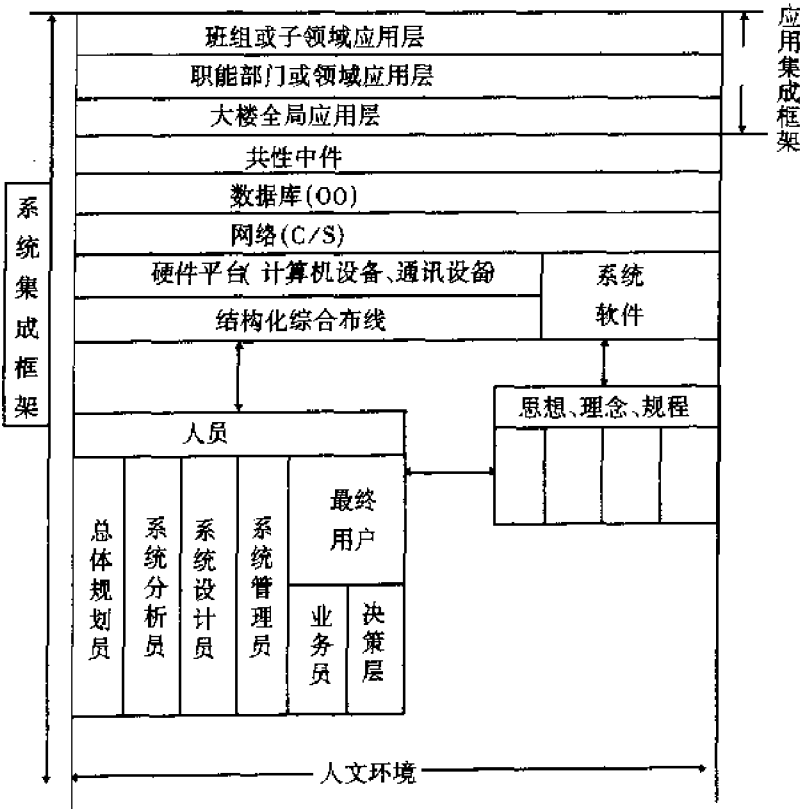 班组或子领域应用层
职能部门或领域应用层
大楼全局应用层
共性中件
数据库(OO)
网络(C/S)
硬件平台(计算机设备、通讯设备)
系统
软件
结构化综合布线
应用集成框架
系统集成框架
人员
思想、理念、规程
总体规划员
系统分析员
系统设计员
系统管理员
最终
用户
业务员
决策层
人文环境